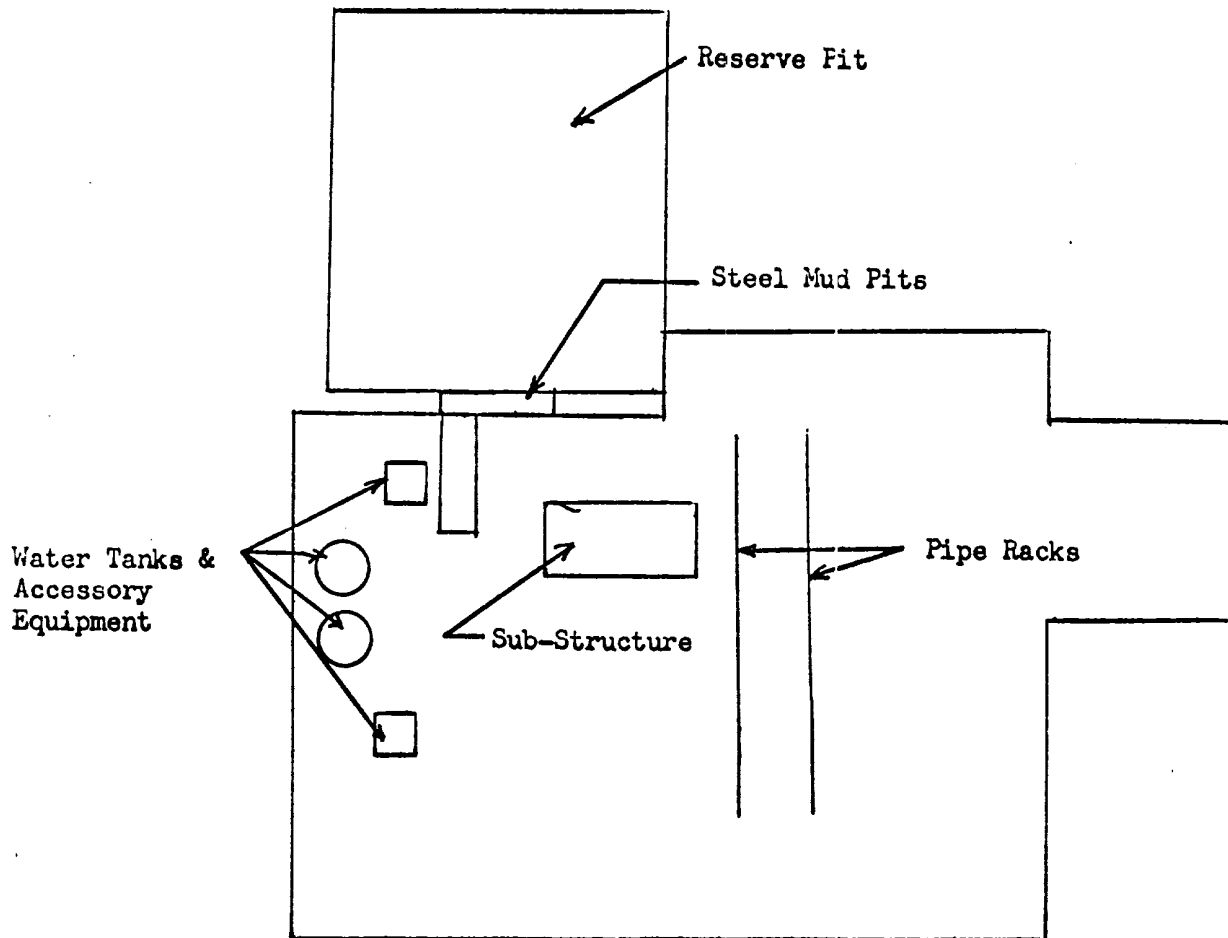 Reserve Pit
Steel Mud Pits
Water Tanks &
Accessory
Equipment
Pipe Racks
Sub-Structure